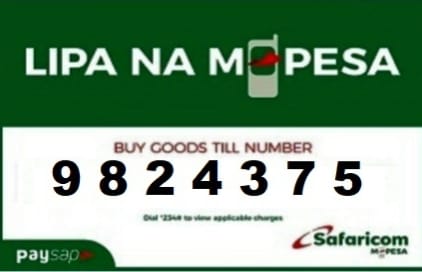 LIPA NA M PESA
BUY GOODS TILL NUMBER
9 8 2 4 3 7 5
Dial *234# to view applicable charges
Safaricom
M PESA
paysap